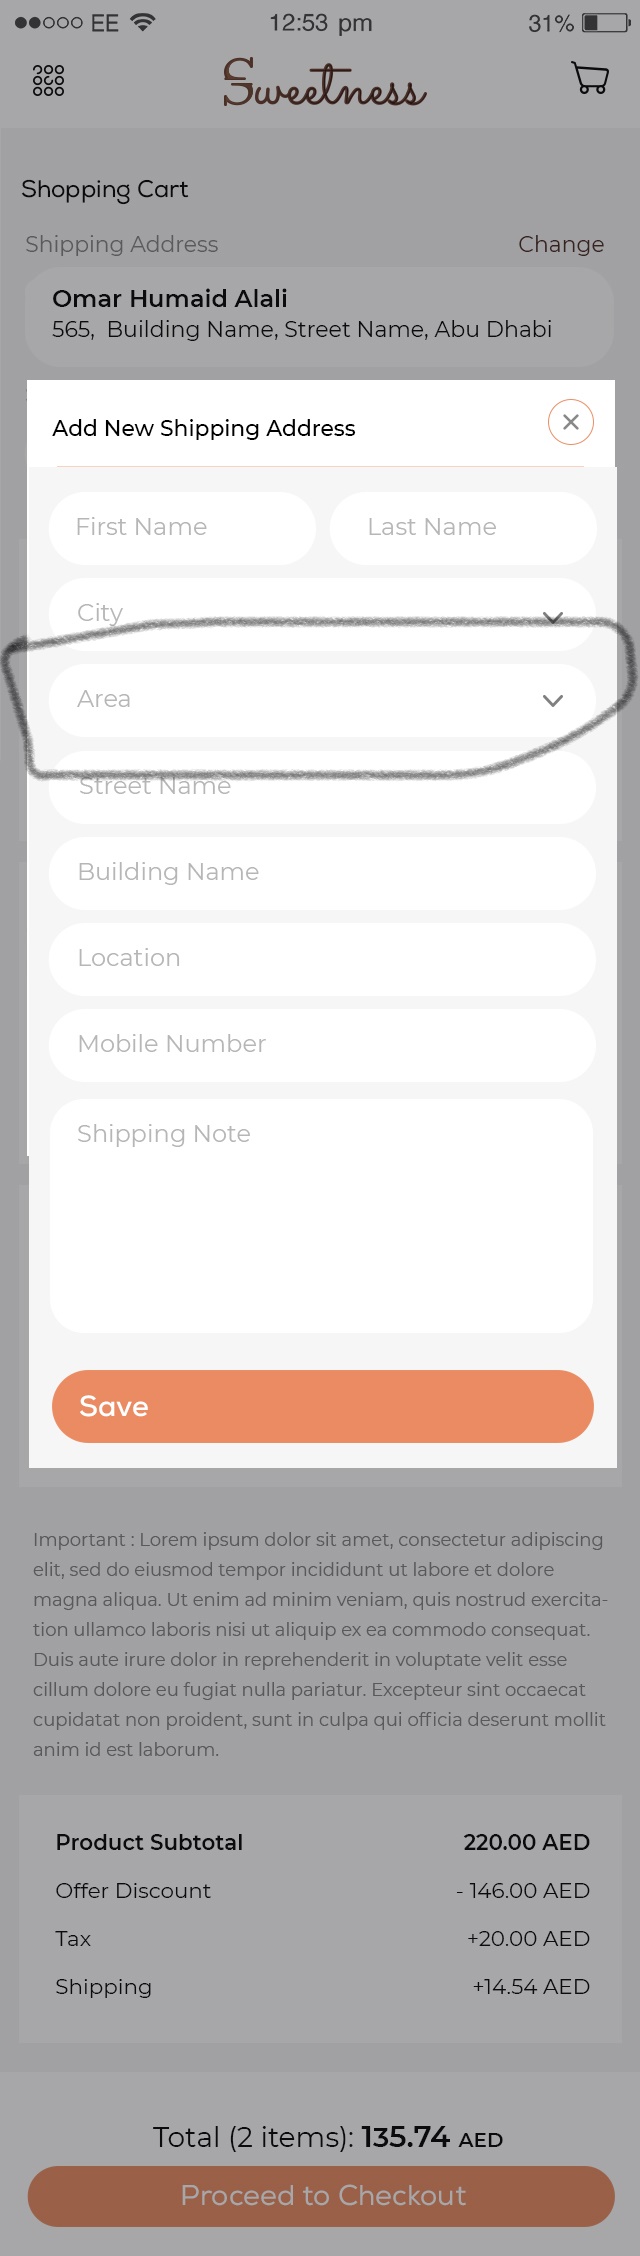 EE 12:53 pm 31%
Sweetness
Shopping Cart
Shipping Address Change
Omar Humaid Alali
565, Building Name, Street Name, Abu Dhabi
Add New Shipping Address
First Name Last Name
City
Area
Street Name
Building Name
Location
Mobile Number
Shipping Note
Save
Important : Lorem ipsum dolor sit amet, consectetur adipiscing
elit, sed do eiusmod tempor incididunt ut labore et dolore
magna aliqua. Ut enim ad minim veniam, quis nostrud exercita-
tion ullamco laboris nisi ut aliquip ex ea commodo consequat.
Duis aute irure dolor in reprehenderit in voluptate velit esse
cillum dolore eu fugiat nulla pariatur. Excepteur sint occaecat
cupidatat non proident, sunt in culpa qui officia deserunt mollit
anim id est laborum.
Product Subtotal 220.00 AED
Offer Discount - 146.00 AED
Tax +20.00 AED
Shipping +14.54 AED
Total (2 items): 135.74 AED
Proceed to Checkout